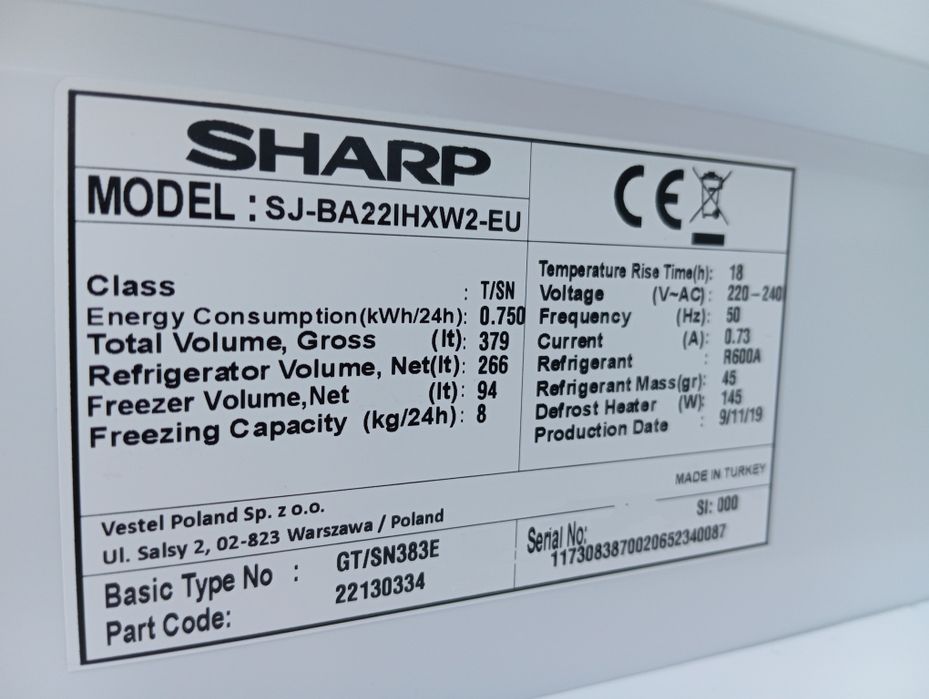 SHARP
MODEL : SJ-BA22IHXW2-EU
Class : T/SN
Energy Consumption(kWh/24h): 0.750
Total Volume, Gross (lt): 379
Refrigerator Volume, Net(lt): 266
Freezer Volume,Net (lt): 94
Freezing Capacity (kg/24h): 8
CE
Temperature Rise Time(h): 18
Voltage (V~AC): 220-240
Frequency (Hz): 50
Current (A): 0.73
Refrigerant : R600A
Refrigerant Mass(gr): 45
Defrost Heater (W): 145
Production Date : 9/11/19
MADE IN TURKEY
Vestel Poland Sp. z o.o.
Ul. Salsy 2, 02-823 Warszawa / Poland
SI: 000
Basic Type No : GT/SN383E
Part Code: 22130334
Serial No:
1173083870020652340087